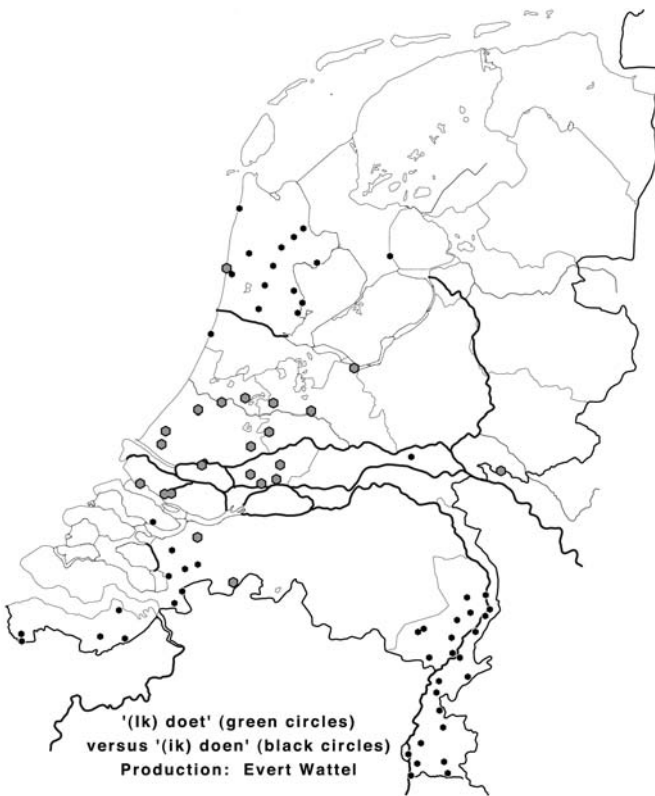 '(Ik) doet' (green circles)
versus '(ik) doen' (black circles)
Production: Evert Wattel